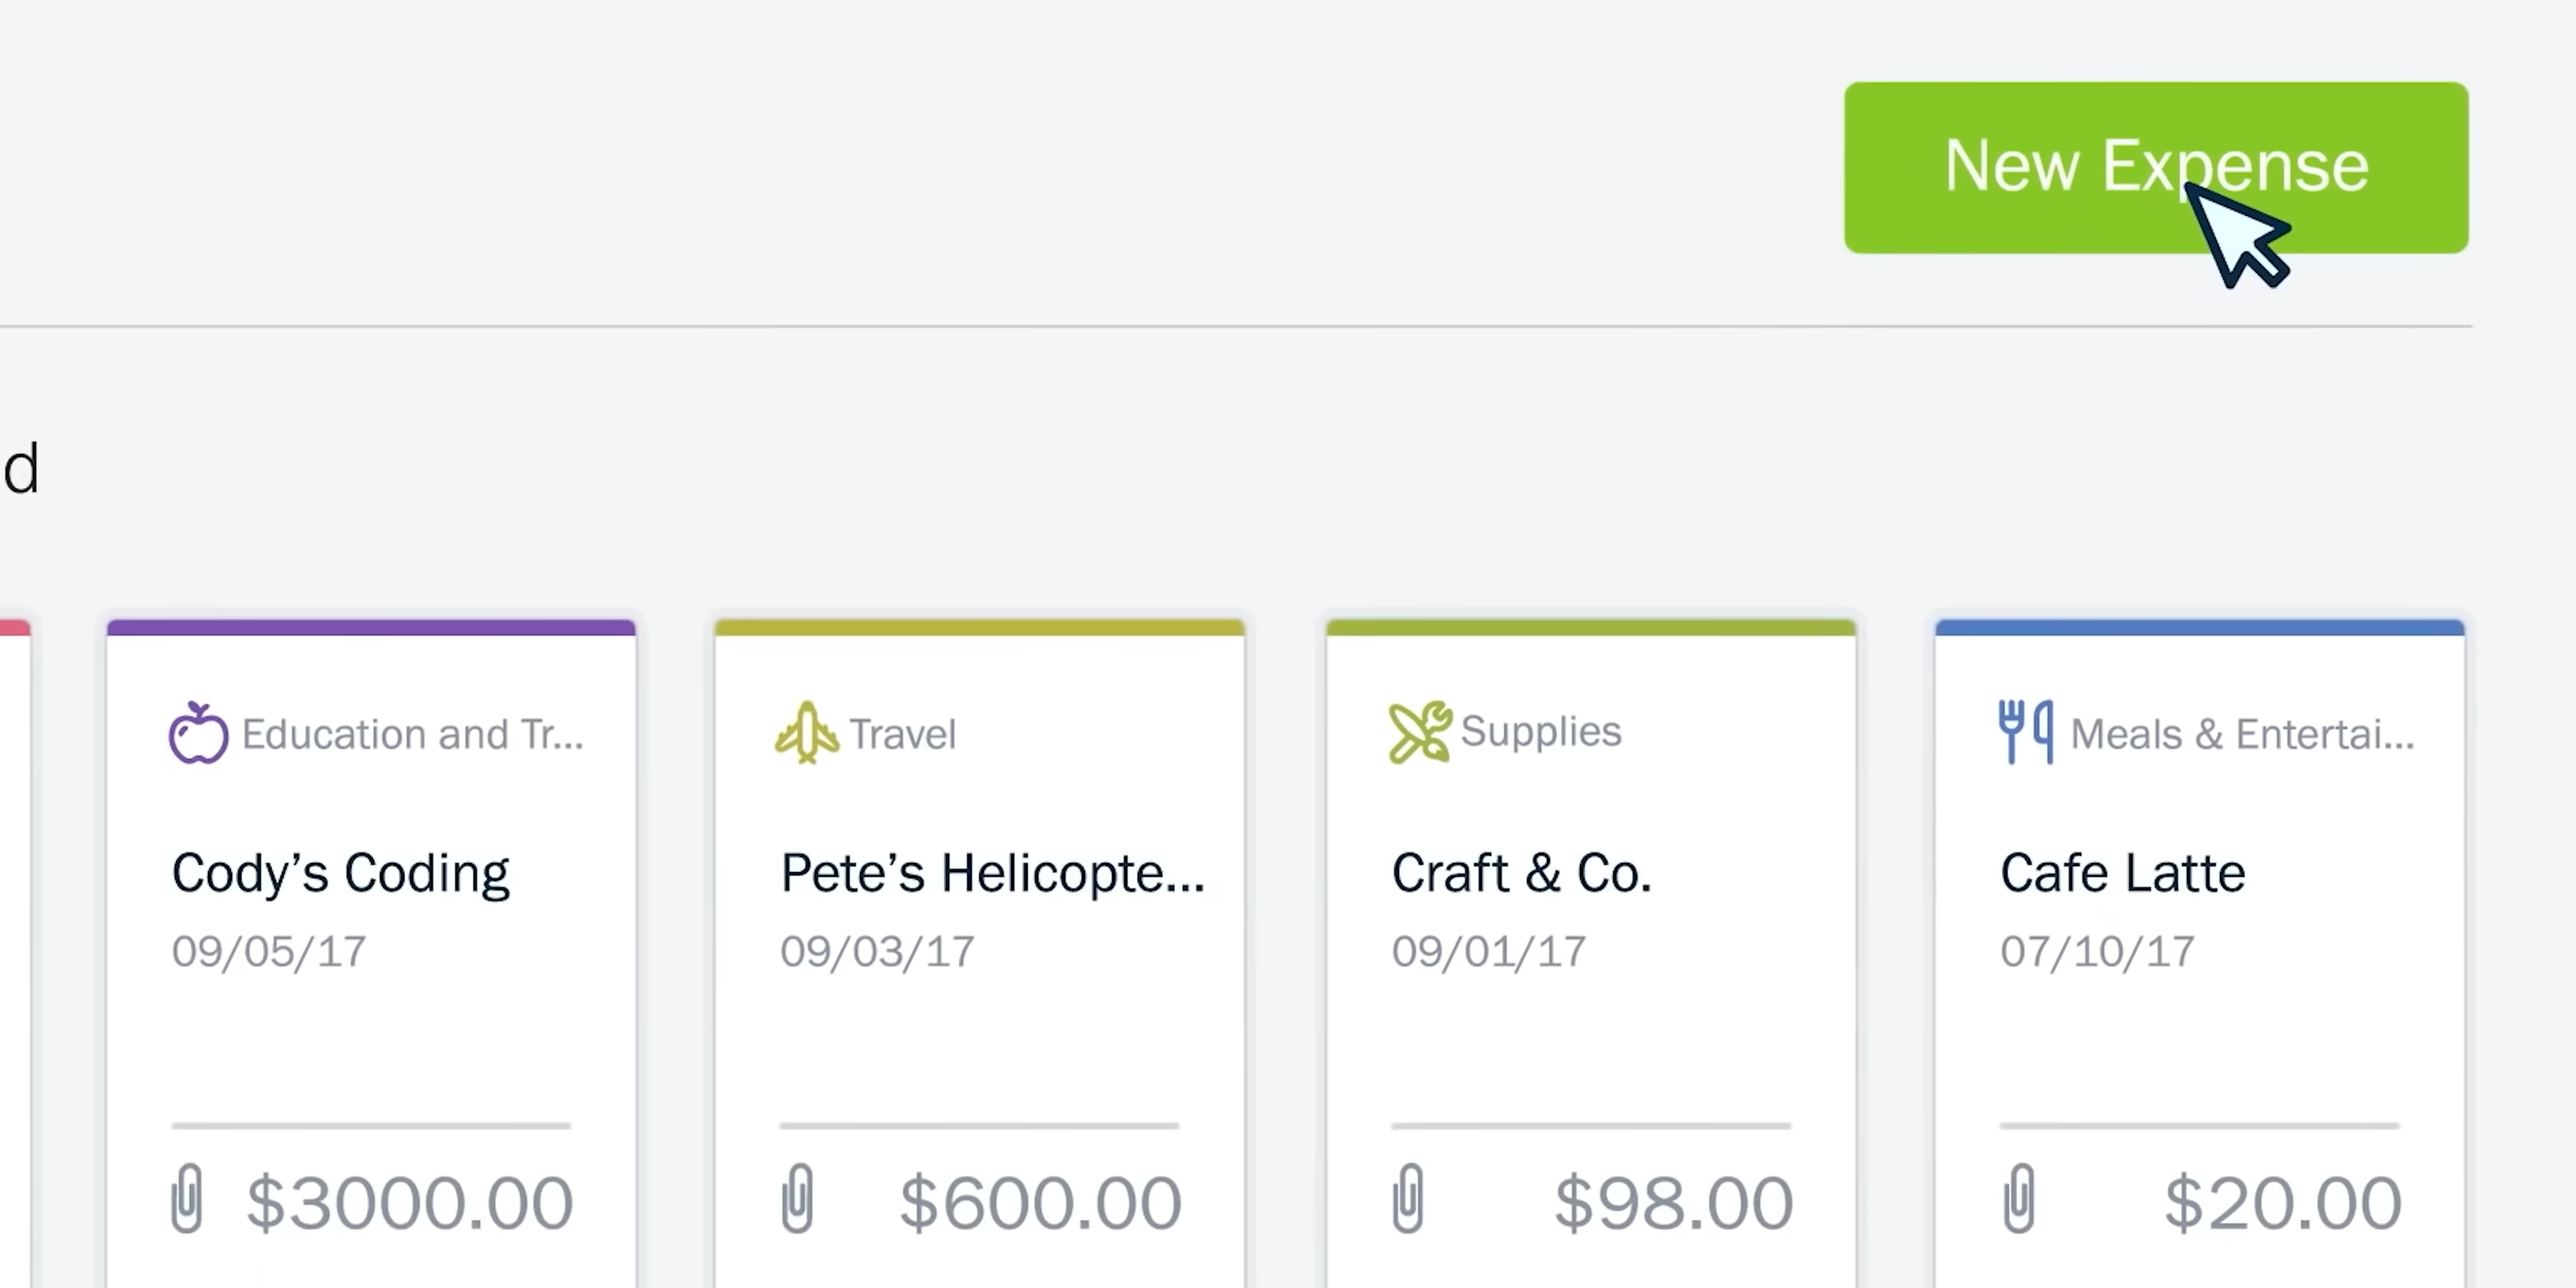 New Expense
d
Education and Tr...
Cody’s Coding
09/05/17
$3000.00
Travel
Pete’s Helicopte...
09/03/17
$600.00
Supplies
Craft & Co.
09/01/17
$98.00
Meals & Entertai...
Cafe Latte
07/10/17
$20.00